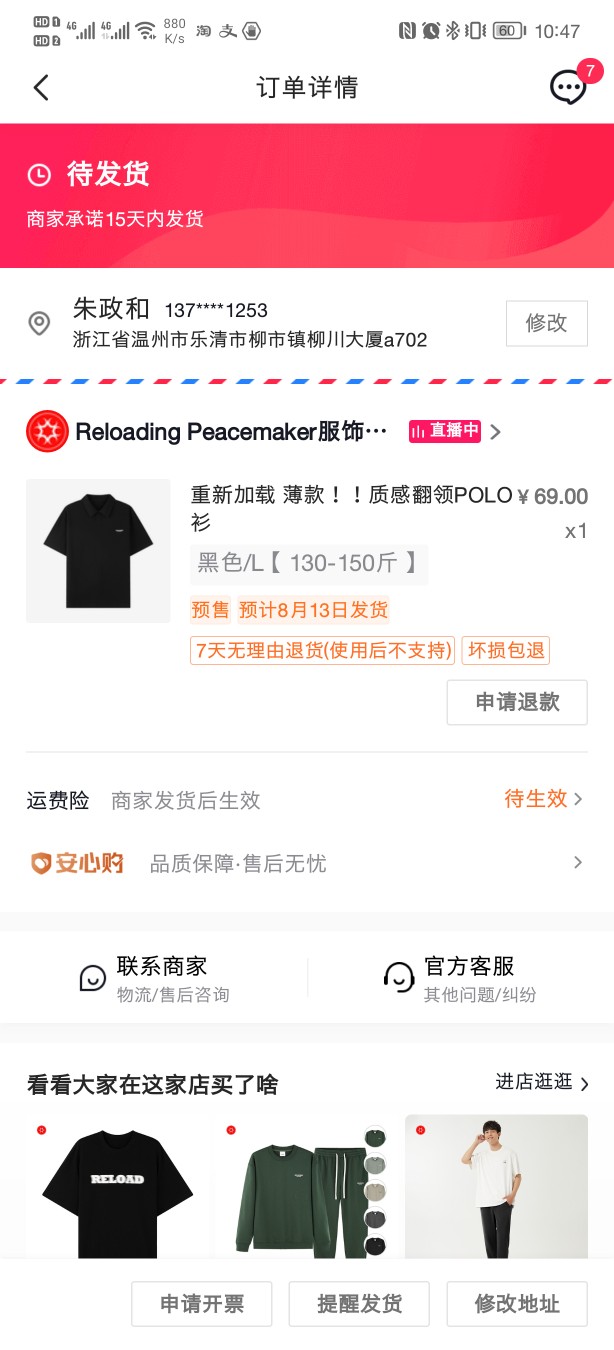 HD 1 4G 4G 880 淘 支 60 10:47
HD 2 K/s
订单详情
7
待发货
商家承诺15天内发货
朱政和 137****1253
浙江省温州市乐清市柳市镇柳川大厦a702
修改
Reloading Peacemaker服饰… 直播中
重新加载 薄款！！质感翻领POLO ¥ 69.00
衫
x1
黑色/L【 130-150斤 】
预售 预计8月13日发货
7天无理由退货(使用后不支持) 坏损包退
申请退款
运费险 商家发货后生效 待生效
安心购 品质保障·售后无忧
联系商家 官方客服
物流/售后咨询 其他问题/纠纷
看看大家在这家店买了啥 进店逛逛
RELOAD
申请开票 提醒发货 修改地址